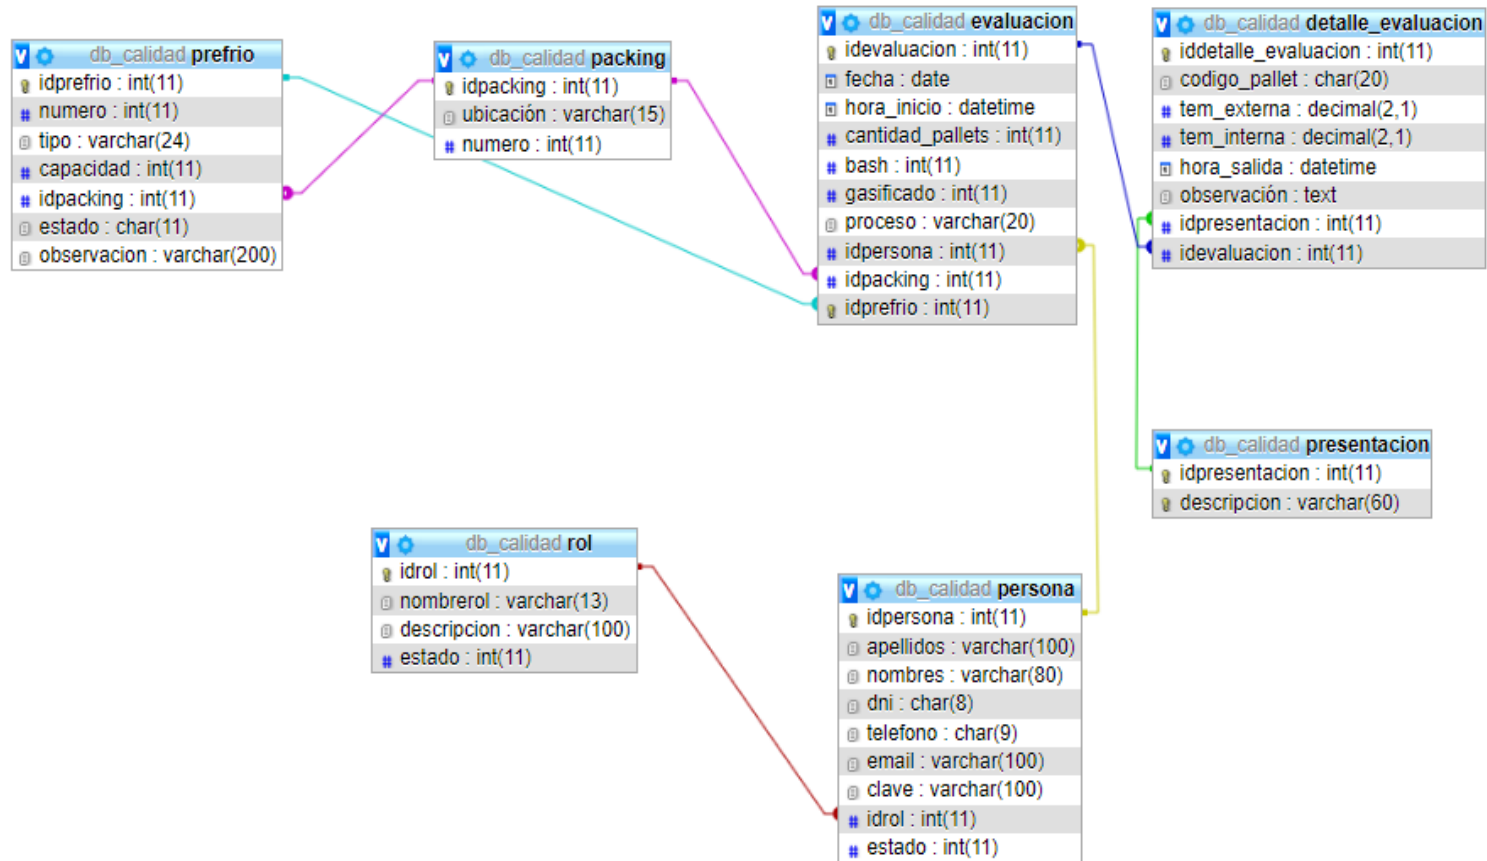 db_calidad prefrio
idprefrio : int(11)
numero : int(11)
tipo : varchar(24)
capacidad : int(11)
idpacking : int(11)
estado : char(11)
observacion : varchar(200)
db_calidad packing
idpacking : int(11)
ubicación : varchar(15)
numero : int(11)
db_calidad evaluacion
idevaluacion : int(11)
fecha : date
hora_inicio : datetime
cantidad_pallets : int(11)
bash : int(11)
gasificado : int(11)
proceso : varchar(20)
idpersona : int(11)
idpacking : int(11)
idprefrio : int(11)
db_calidad detalle_evaluacion
iddetalle_evaluacion : int(11)
codigo_pallet : char(20)
tem_externa : decimal(2,1)
tem_interna : decimal(2,1)
hora_salida : datetime
observación : text
idpresentacion : int(11)
idevaluacion : int(11)
db_calidad presentacion
idpresentacion : int(11)
descripcion : varchar(60)
db_calidad rol
idrol : int(11)
nombrerol : varchar(13)
descripcion : varchar(100)
estado : int(11)
db_calidad persona
idpersona : int(11)
apellidos : varchar(100)
nombres : varchar(80)
dni : char(8)
telefono : char(9)
email : varchar(100)
clave : varchar(100)
idrol : int(11)
estado : int(11)